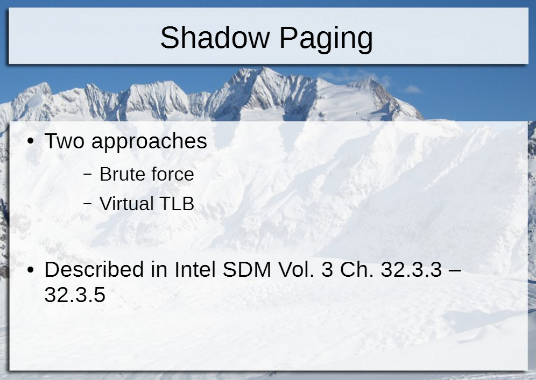 Shadow Paging
• Two approaches
– Brute force
– Virtual TLB
• Described in Intel SDM Vol. 3 Ch. 32.3.3 –
32.3.5